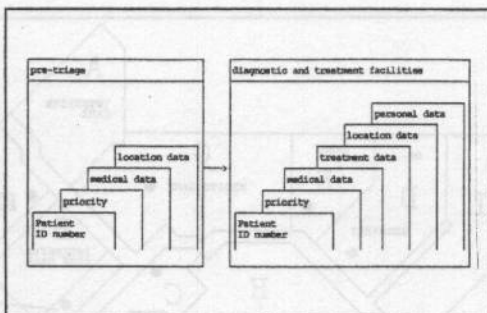 pre-triage
location data
medical data
priority
Patient
ID number
diagnostic and treatment facilities
personal data
location data
treatment data
medical data
priority
Patient
ID number